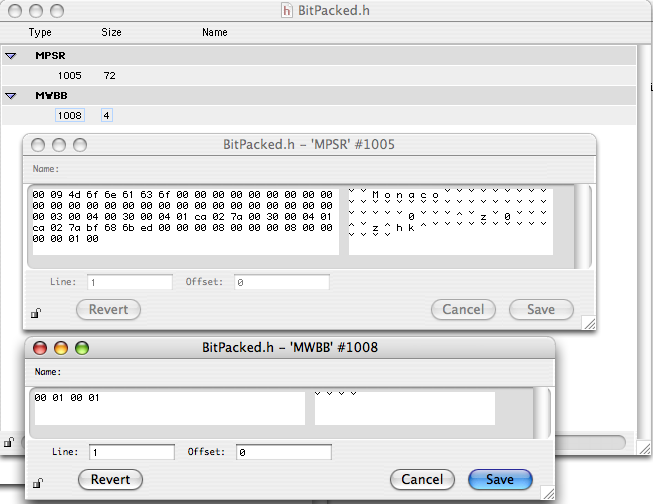 BitPacked.h
Type Size Name
MPSR
1005 72
MWBB
1008 4
BitPacked.h – 'MPSR' #1005
Name:
00 09 4d 6f 6e 61 63 6f 00 00 00 00 00 00 00 00 00
00 00 00 00 00 00 00 00 00 00 00 00 00 00 00 00 00
00 03 00 04 00 30 00 04 01 ca 02 7a 00 30 00 04 01
ca 02 7a bf 68 6b ed 00 00 00 08 00 00 00 08 00 00
00 00 01 00
Monaco
0 ^ z 0
z hk
Line: 1 Offset: 0
Revert Cancel Save
BitPacked.h – 'MWBB' #1008
Name:
00 01 00 01
Line: 1 Offset: 0
Revert Cancel Save